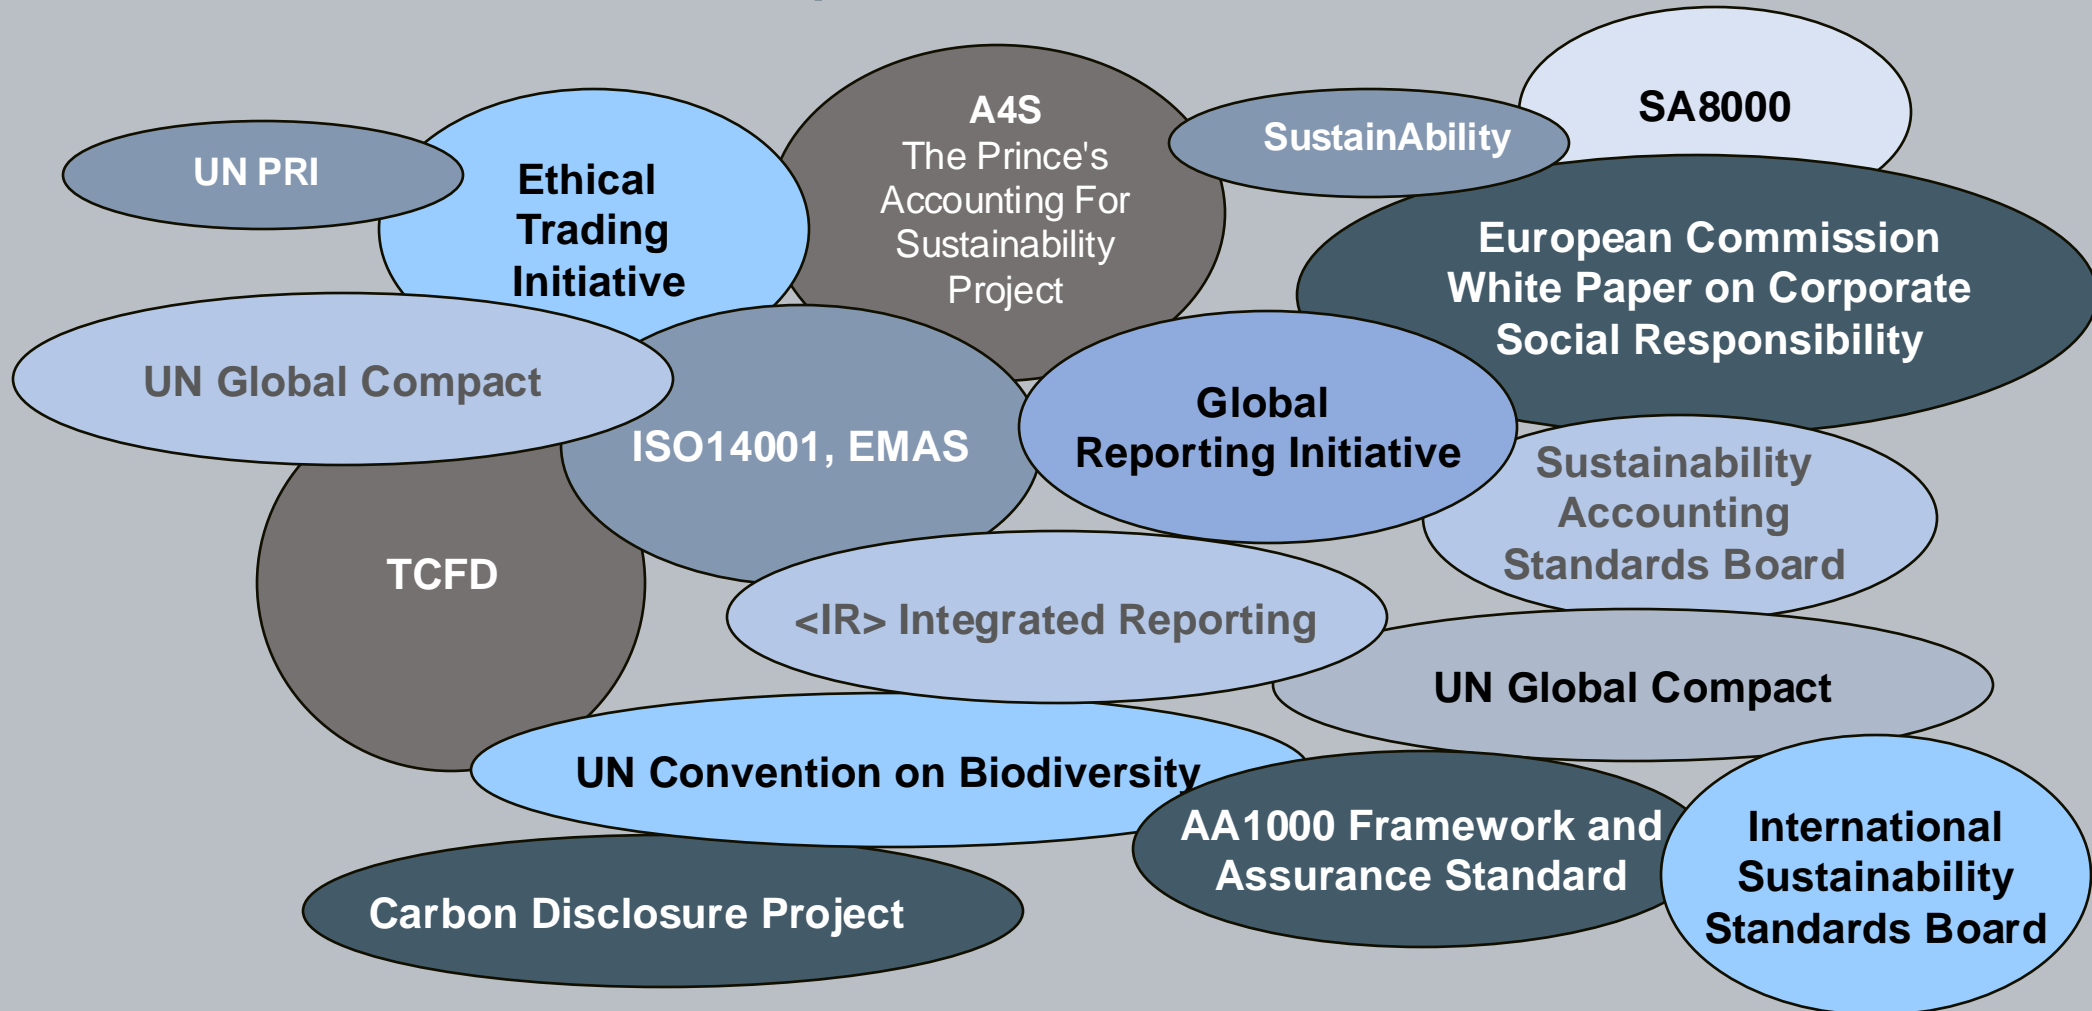 UN PRI
Ethical
Trading
Initiative
A4S
The Prince's
Accounting For
Sustainability
Project
SustainAbility
SA8000
European Commission
White Paper on Corporate
Social Responsibility
UN Global Compact
ISO14001, EMAS
Global
Reporting Initiative
Sustainability
Accounting
Standards Board
TCFD
<IR> Integrated Reporting
UN Global Compact
UN Convention on Biodiversity
AA1000 Framework and
Assurance Standard
International
Sustainability
Standards Board
Carbon Disclosure Project